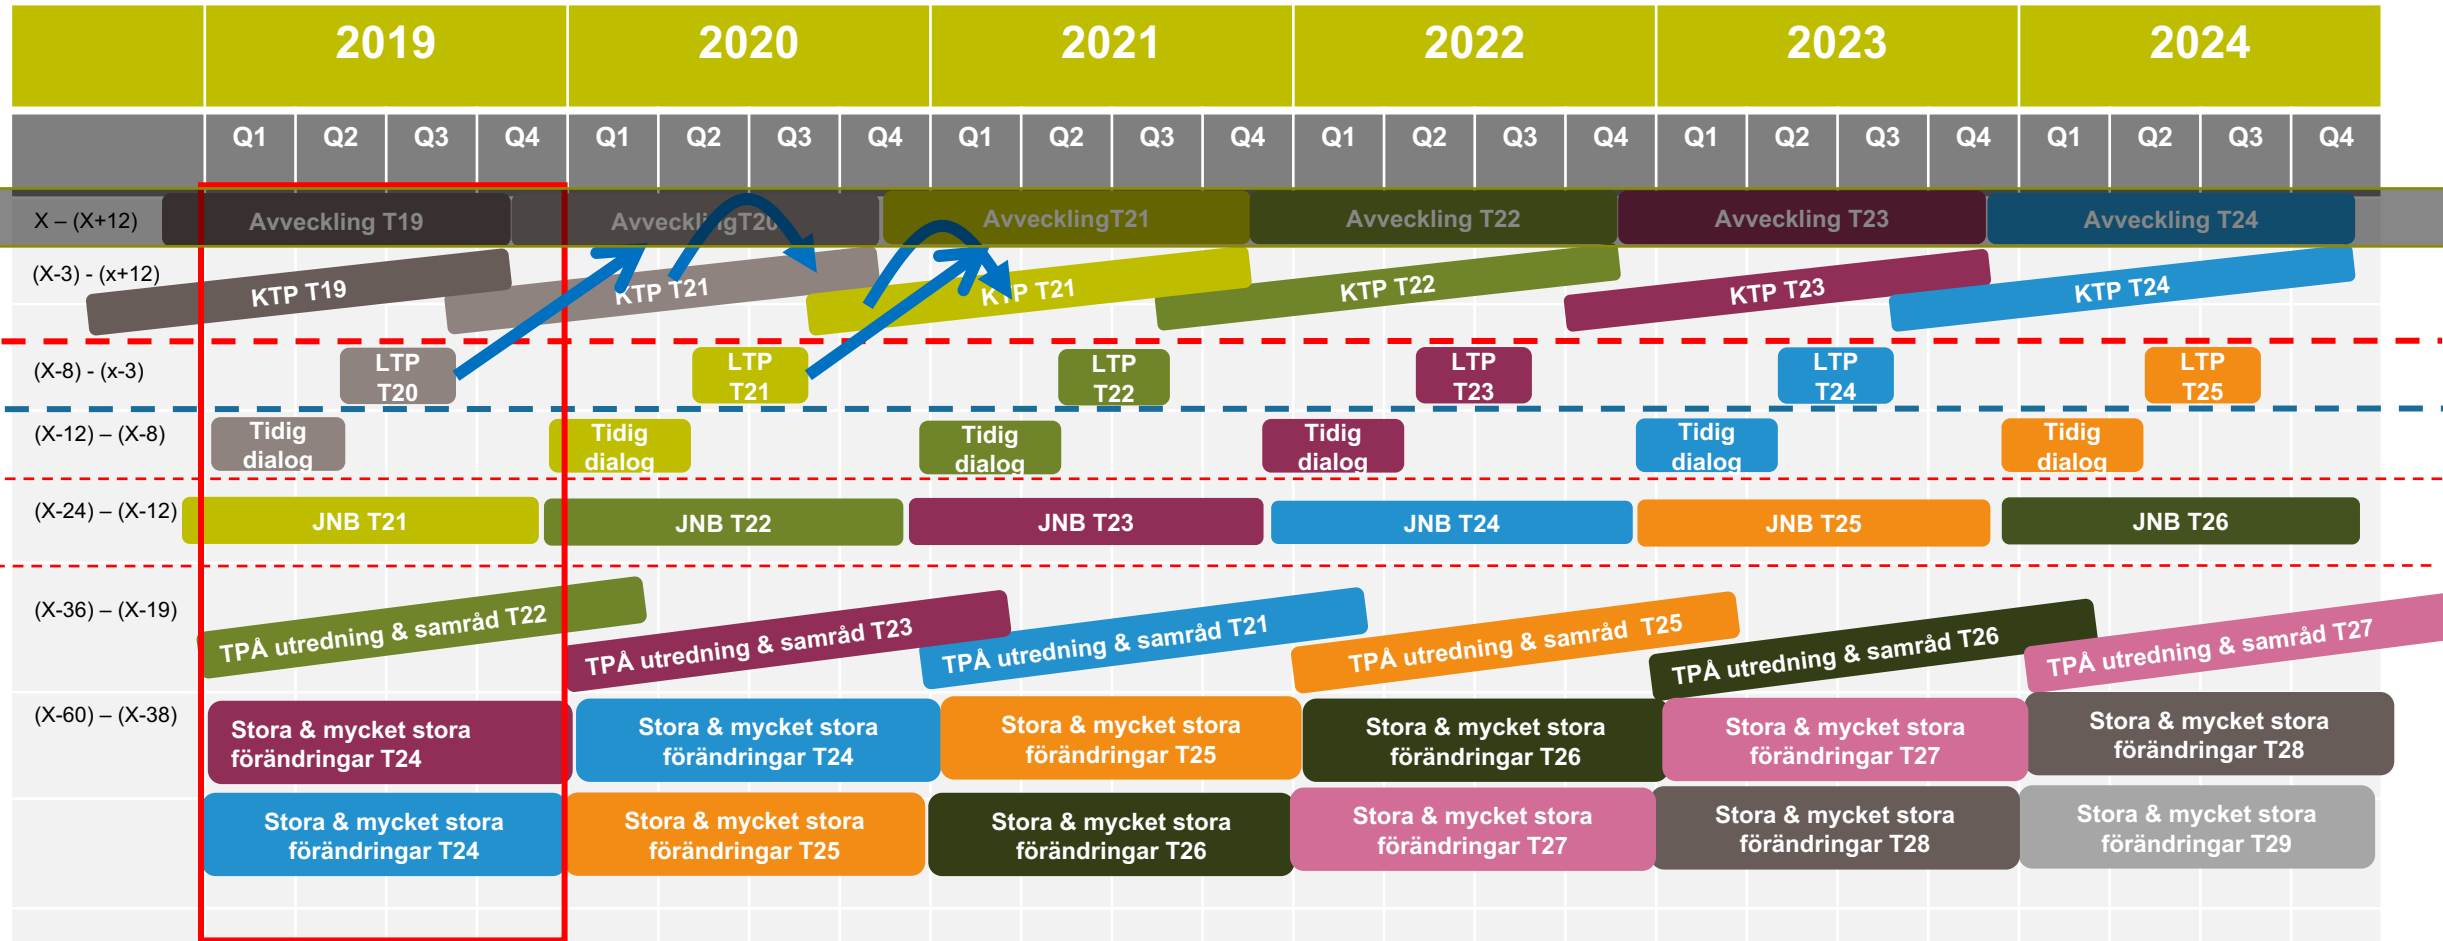 2019 2020 2021 2022 2023 2024
Q1 Q2 Q3 Q4 Q1 Q2 Q3 Q4 Q1 Q2 Q3 Q4 Q1 Q2 Q3 Q4 Q1 Q2 Q3 Q4 Q1 Q2 Q3 Q4
X – (X+12)
Avveckling T19
AvvecklingT20
AvvecklingT21
Avveckling T22
Avveckling T23
Avveckling T24
(X-3) - (x+12)
KTP T19
KTP T21
KTP T21
KTP T22
KTP T23
KTP T24
(X-8) - (x-3)
LTP
T20
LTP
T21
LTP
T22
LTP
T23
LTP
T24
LTP
T25
(X-12) – (X-8)
Tidig
dialog
Tidig
dialog
Tidig
dialog
Tidig
dialog
Tidig
dialog
Tidig
dialog
(X-24) – (X-12)
JNB T21
JNB T22
JNB T23
JNB T24
JNB T25
JNB T26
(X-36) – (X-19)
TPÅ utredning & samråd T22
TPÅ utredning & samråd T23
TPÅ utredning & samråd T21
TPÅ utredning & samråd T25
TPÅ utredning & samråd T26
TPÅ utredning & samråd T27
(X-60) – (X-38)
Stora & mycket stora
förändringar T24
Stora & mycket stora
förändringar T24
Stora & mycket stora
förändringar T25
Stora & mycket stora
förändringar T26
Stora & mycket stora
förändringar T27
Stora & mycket stora
förändringar T28
Stora & mycket stora
förändringar T24
Stora & mycket stora
förändringar T25
Stora & mycket stora
förändringar T26
Stora & mycket stora
förändringar T27
Stora & mycket stora
förändringar T28
Stora & mycket stora
förändringar T29